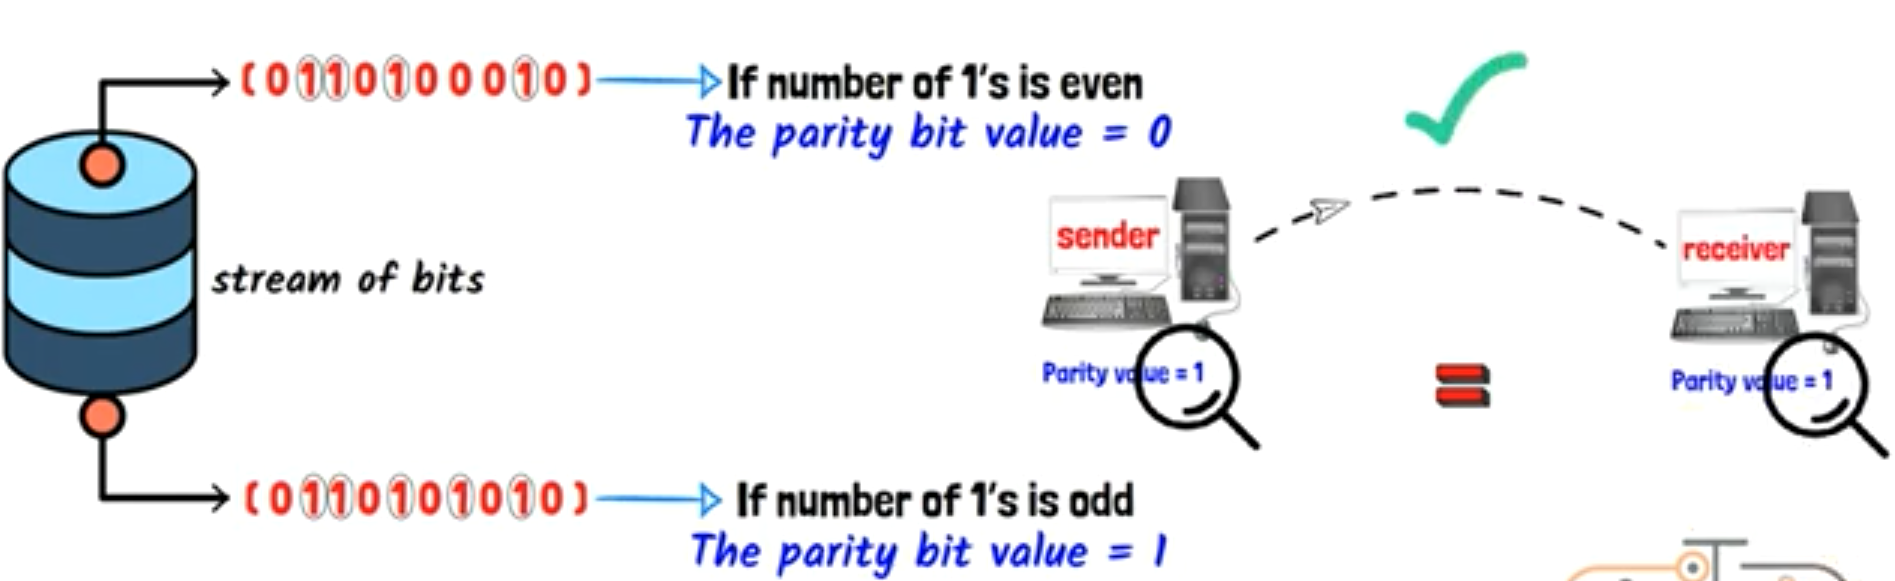 (0110100010)
If number of 1's is even
The parity bit value = 0
sender
receiver
stream of bits
Parity value = 1
Parity value = 1
(0110101010)
If number of 1's is odd
The parity bit value = 1